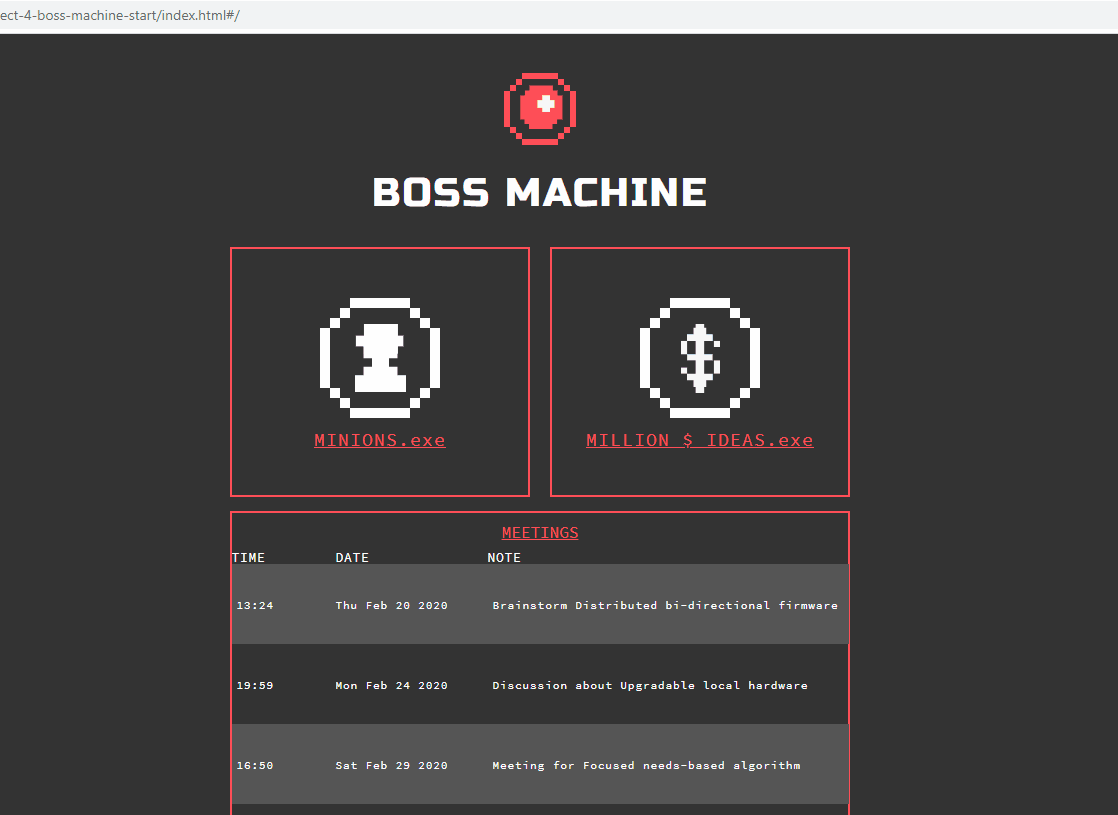 ect-4-boss-machine-start/index.html#/
BOSS MACHINE
MINIONS.exe
MILLION $ IDEAS.exe
MEETINGS
TIME DATE NOTE
13:24 Thu Feb 20 2020 Brainstorm Distributed bi-directional firmware
19:59 Mon Feb 24 2020 Discussion about Upgradable local hardware
16:50 Sat Feb 29 2020 Meeting for Focused needs-based algorithm